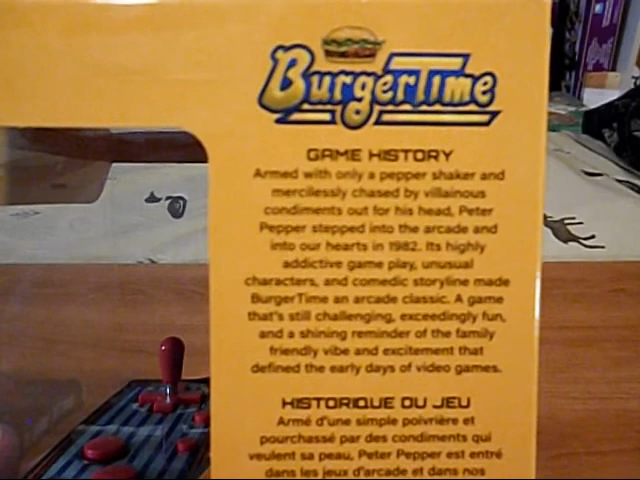 BurgerTime
GAME HISTORY
Armed with only a pepper shaker and
mercilessly chased by villainous
condiments out for his head, Peter
Pepper stepped into the arcade and
into our hearts in 1982. Its highly
addictive game play, unusual
characters, and comedic storyline made
BurgerTime an arcade classic. A game
that's still challenging, exceedingly fun,
and a shining reminder of the family
friendly vibe and excitement that
defined the early days of video games.
HISTORIQUE DU JEU
Armé d'une simple poivrière et
pourchassé par des condiments qui
veulent sa peau, Peter Pepper est entré
dans les jeux d'arcade et dans nos